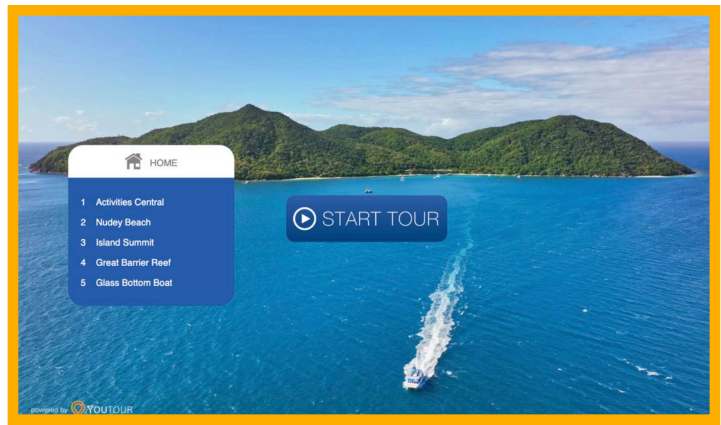 HOME
1 Activities Central
2 Nudey Beach
3 Island Summit
4 Great Barrier Reef
5 Glass Bottom Boat
START TOUR
powered by YOUTOUR